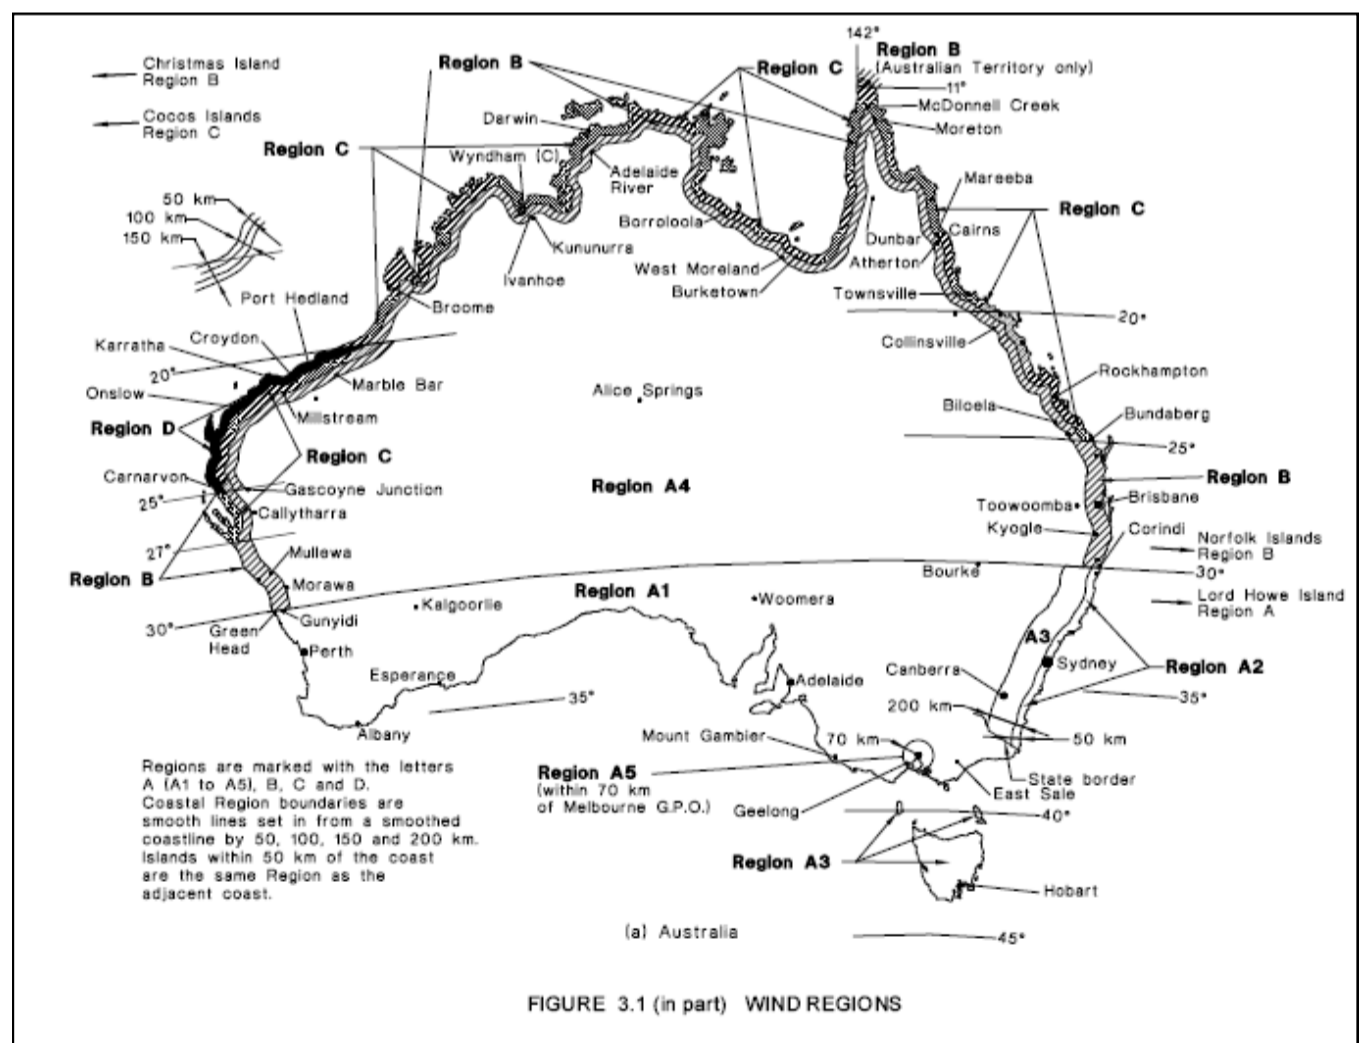 142°
Region B
(Australian Territory only)
11°
McDonnell Creek
Moreton
Christmas Island
Region B
Cocos Islands
Region C
Region B
Region C
Darwin
Region C
Wyndham (C)
Adelaide
River
Mareeba
Region C
50 km
100 km
150 km
Borroloola
Kununurra
Ivanhoe
West Moreland
Burketown
Dunbar
Atherton
Cairns
Townsville
Port Hedland
Broome
20°
Croydon
Karratha
Collinsville
20°
Onslow
Marble Bar
Millstream
Alice Springs
Rockhampton
Biloela
Bundaberg
Region D
25°
Region C
Carnarvon
Gascoyne Junction
Region A4
Region B
25°
Callytharra
Toowoomba
Brisbane
Kyogle
Corindi
27°
Mullewa
Norfolk Islands
Region B
Region B
Morawa
Bourke
30°
Region A1
Kalgoorlie
Woomera
Lord Howe Island
Region A
30°
Green
Head
Gunyidi
Perth
A3
Sydney
Region A2
Esperance
Adelaide
Canberra
35°
35°
200 km
Albany
Mount Gambier
70 km
50 km
Regions are marked with the letters
A (A1 to A5), B, C and D.
Coastal Region boundaries are
smooth lines set in from a smoothed
coastline by 50, 100, 150 and 200 km.
Islands within 50 km of the coast
are the same Region as the
adjacent coast.
Region A5
(within 70 km
of Melbourne G.P.O.)
Geelong
State border
East Sale
40°
Region A3
Hobart
(a) Australia
45°
FIGURE 3.1 (in part) WIND REGIONS